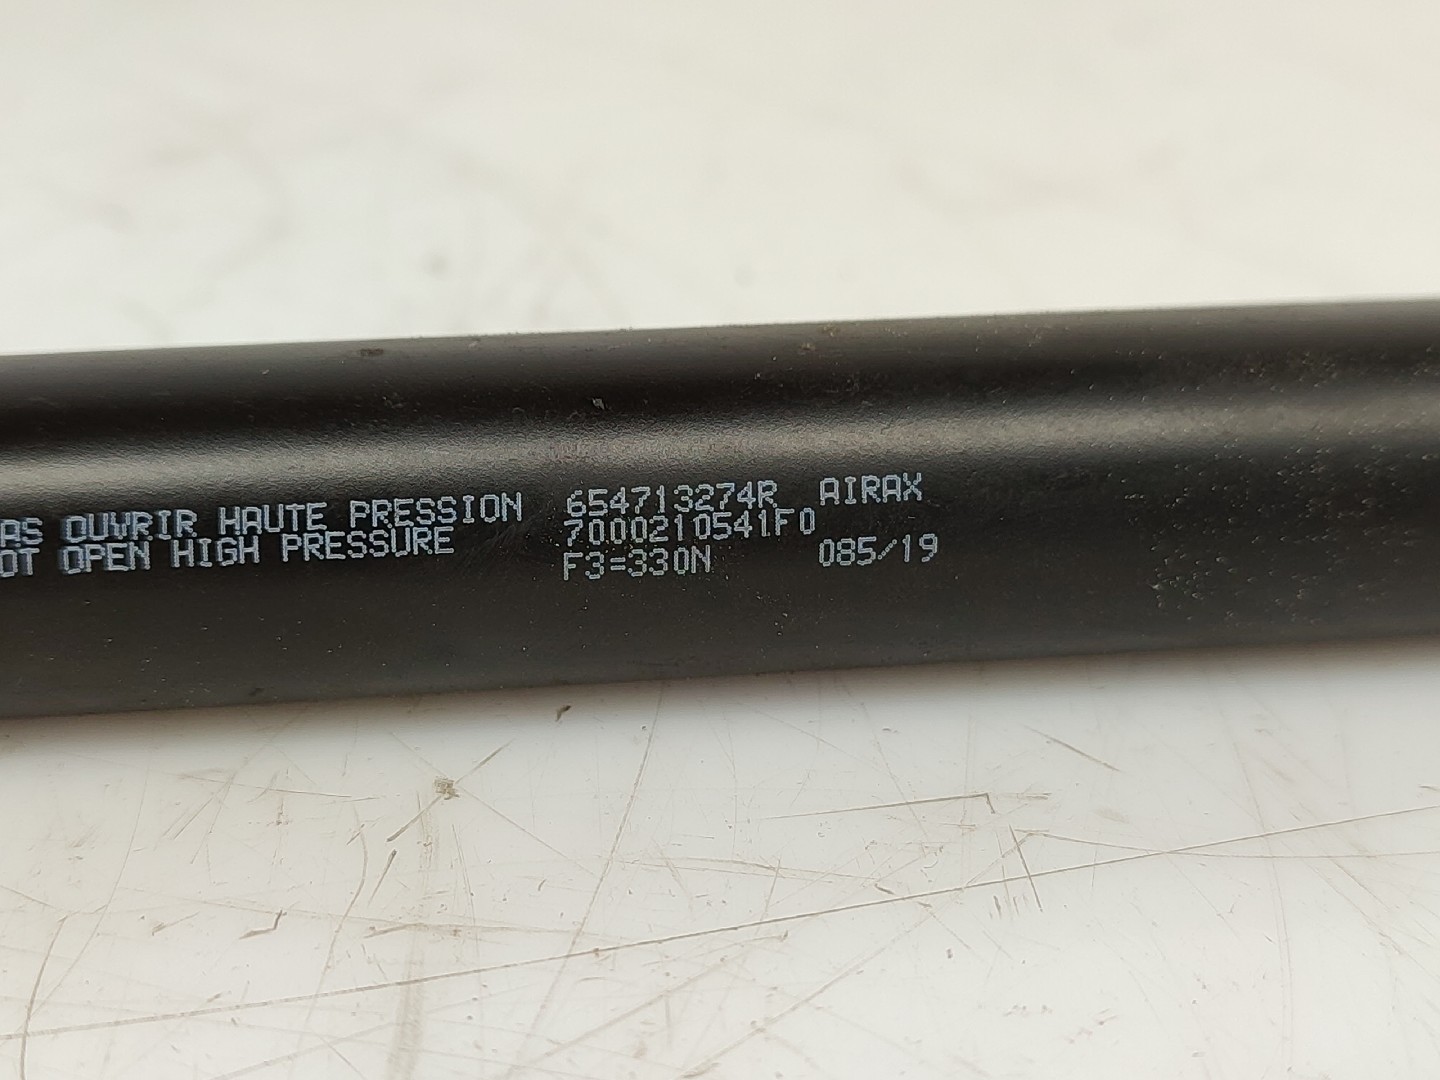 AS OUVRIR HAUTE PRESSION 654713274R AIRAX
OT OPEN HIGH PRESSURE 7000210541F0
F3=330N 085/19